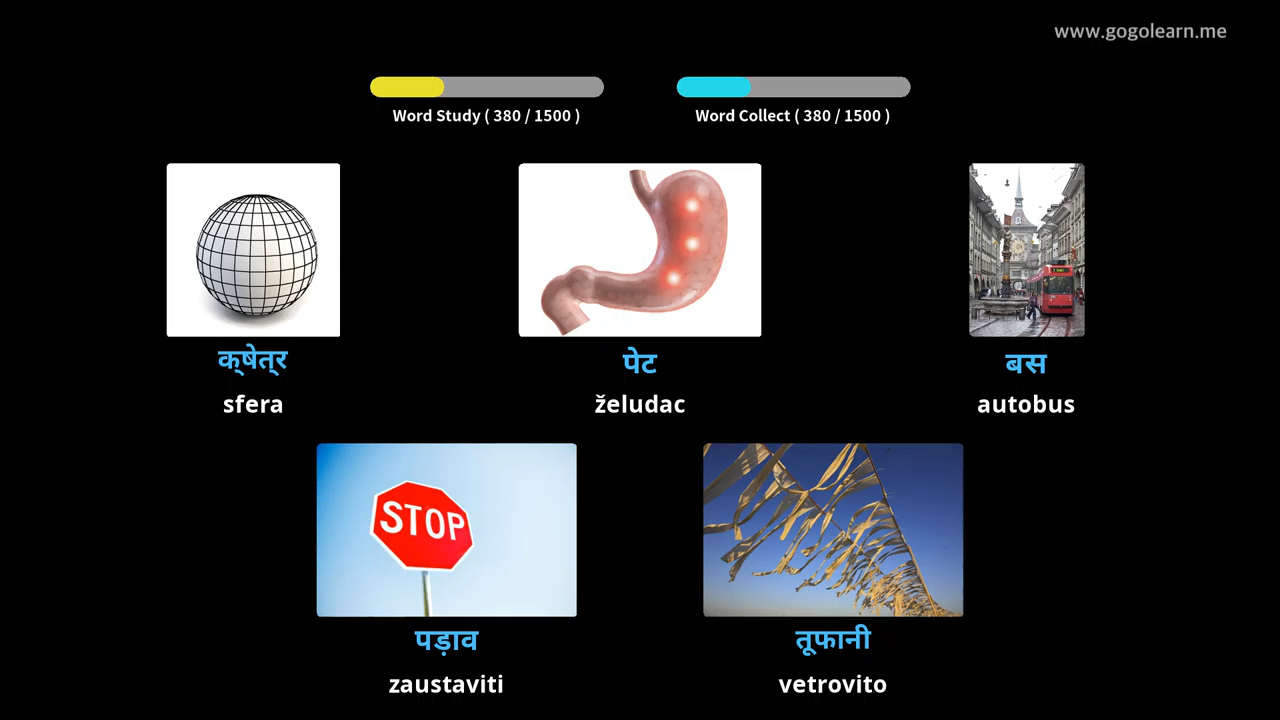 www.gogolearn.me
Word Study ( 380 / 1500 )
Word Collect ( 380 / 1500 )
क्षेत्र
पेट
बस
sfera
želudac
autobus
STOP
पड़ाव
तूफानी
zaustaviti
vetrovito